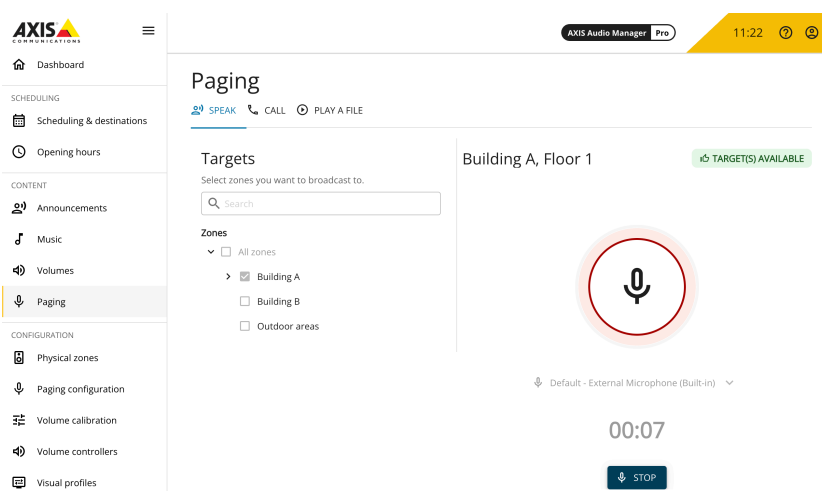 AXIS
COMMUNICATIONS
AXIS Audio Manager Pro
11:22
Dashboard
SCHEDULING
Scheduling & destinations
Opening hours
CONTENT
Announcements
Music
Volumes
Paging
CONFIGURATION
Physical zones
Paging configuration
Volume calibration
Volume controllers
Visual profiles
Paging
SPEAK CALL PLAY A FILE
Targets
Select zones you want to broadcast to.
Search
Zones
All zones
Building A
Building B
Outdoor areas
Building A, Floor 1
TARGET(S) AVAILABLE
Default - External Microphone (Built-in)
00:07
STOP